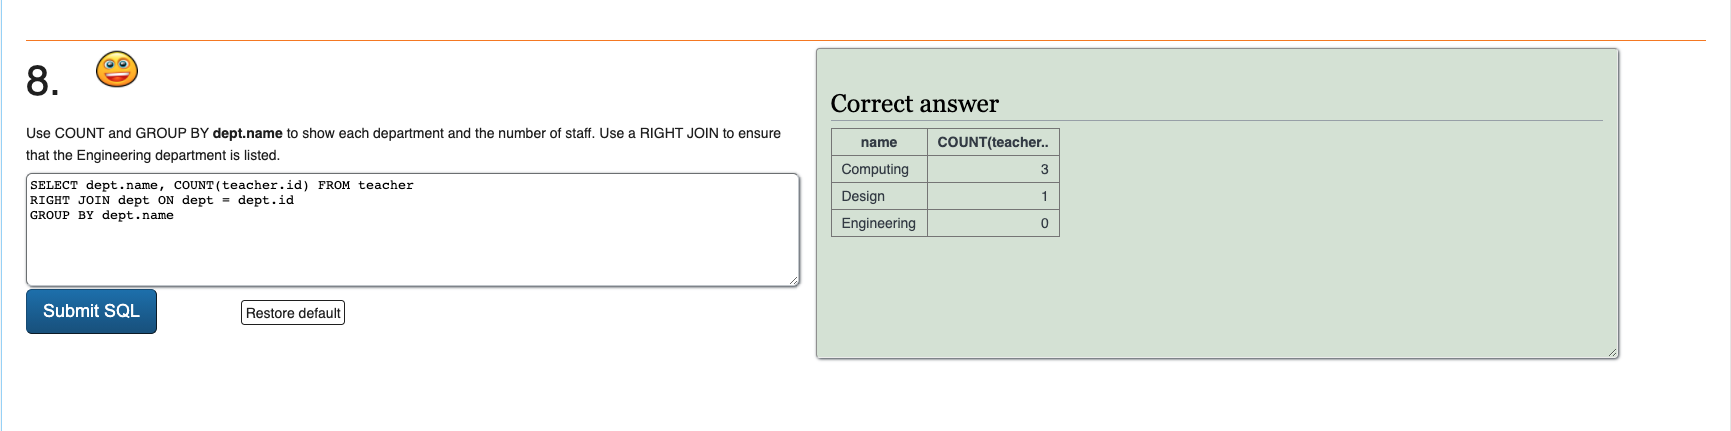 8.
Use COUNT and GROUP BY dept.name to show each department and the number of staff. Use a RIGHT JOIN to ensure
that the Engineering department is listed.
SELECT dept.name, COUNT(teacher.id) FROM teacher
RIGHT JOIN dept ON dept = dept.id
GROUP BY dept.name
Submit SQL Restore default
Correct answer
name COUNT(teacher..
Computing 3
Design 1
Engineering 0